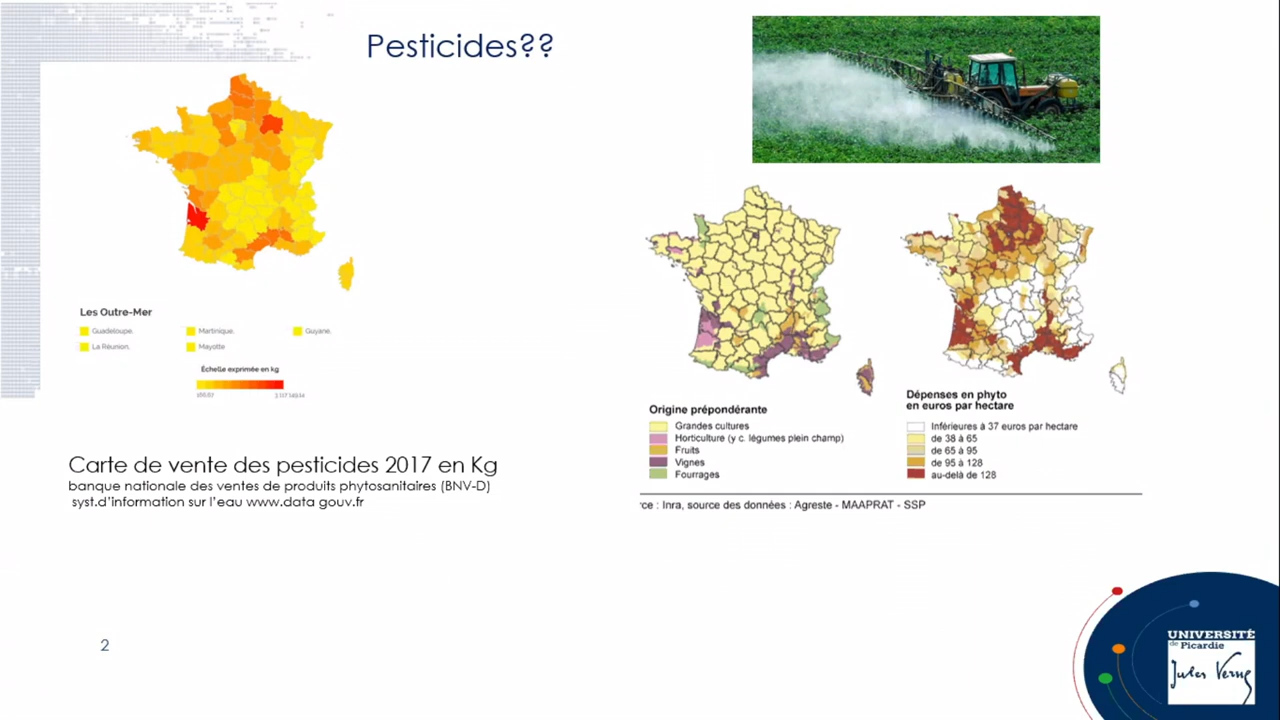 Pesticides??
Les Outre-Mer
Guadeloupe.
Martinique.
Guyane.
La Réunion.
Mayotte
Échelle exprimée en kg
Carte de vente des pesticides 2017 en Kg
banque nationale des ventes de produits phytosanitaires (BNV-D)
syst.d'information sur l'eau www.data gouv.fr
Origine prépondérante
Grandes cultures
Horticulture (y c. légumes plein champ)
Fruits
Vignes
Fourrages
Dépenses en phyto
en euros par hectare
Inférieures à 37 euros par hectare
de 38 à 65
de 65 à 95
de 95 à 128
au-delà de 128
rce : Inra, source des données : Agreste - MAAPRAT - SSP
2
UNIVERSITÉ
de Picardie
Jules Verne